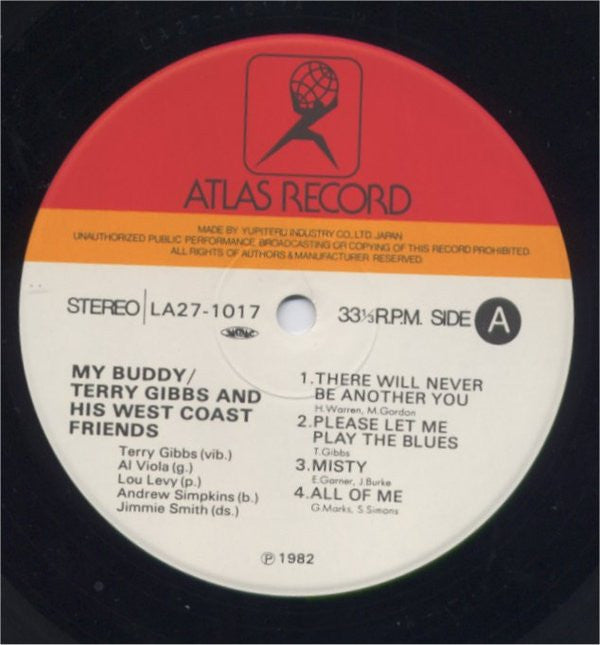 LA27-1017
ATLAS RECORD
MADE BY YUPITERU INDUSTRY CO., LTD. JAPAN
UNAUTHORIZED PUBLIC PERFORMANCE, BROADCASTING OR COPYING OF THIS RECORD PROHIBITED.
ALL RIGHTS OF AUTHORS & MANUFACTURER RESERVED.
STEREO LA27-1017
33⅓ R.P.M. SIDE A
MY BUDDY/
TERRY GIBBS AND
HIS WEST COAST
FRIENDS
Terry Gibbs (vib.)
Al Viola (g.)
Lou Levy (p.)
Andrew Simpkins (b.)
Jimmie Smith (ds.)
1. THERE WILL NEVER
BE ANOTHER YOU
H. Warren, M. Gordon
2. PLEASE LET ME
PLAY THE BLUES
T. Gibbs
3. MISTY
E. Garner, J. Burke
4. ALL OF ME
G. Marks, S. Simons
Ⓟ 1982